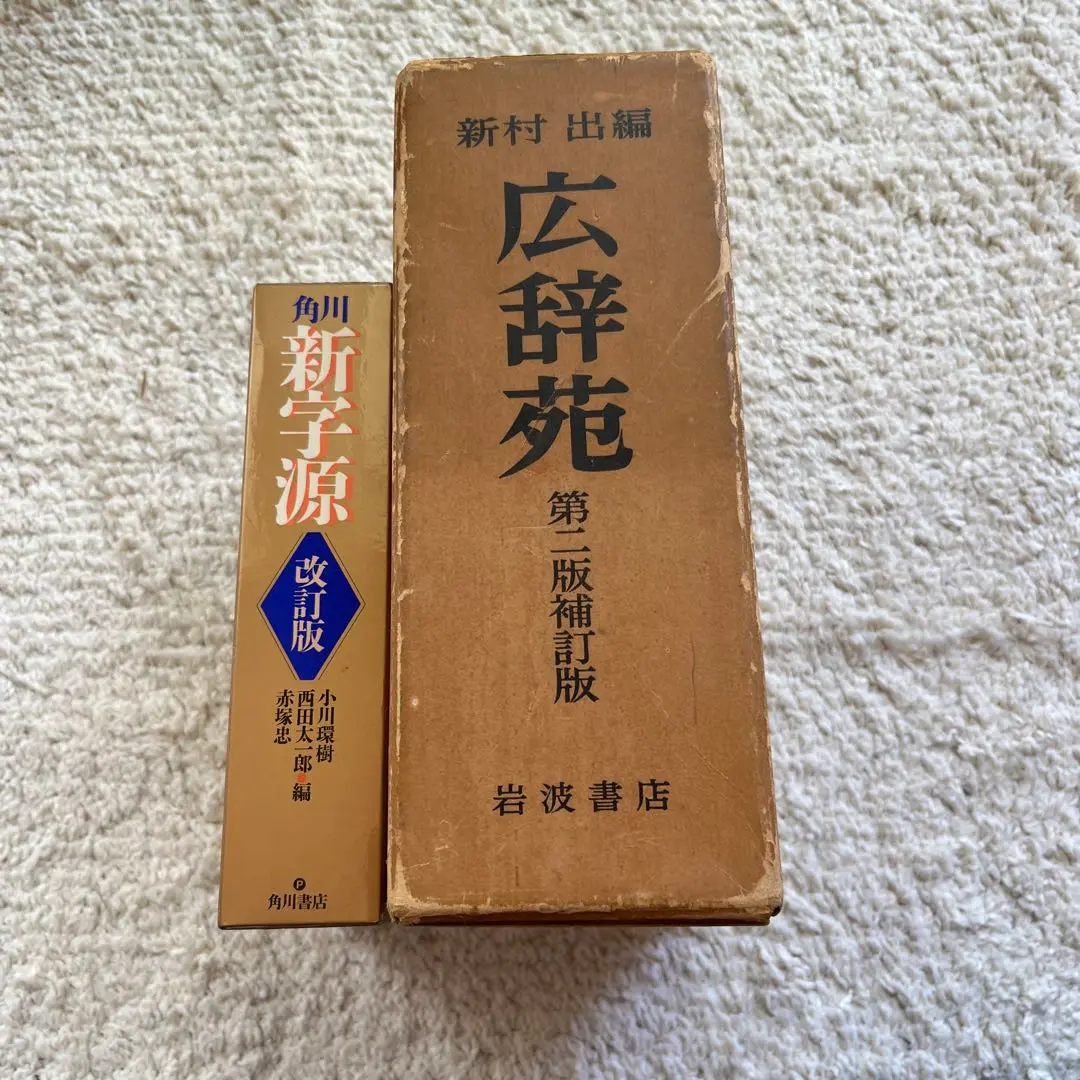 新村 出編
広辞苑
第二版補訂版
岩波書店
角川
新字源
改訂版
小川環樹
西田太一郎・編
赤塚忠
P
角川書店